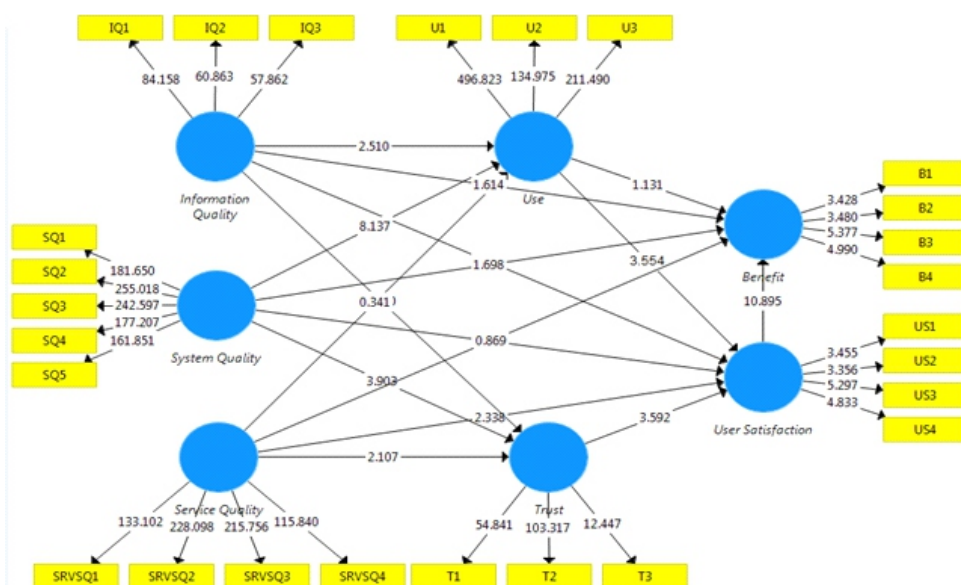 IQ1 IQ2 IQ3 U1 U2 U3
84.158 60.863 57.862 496.823 134.975 211.490
2.510
Information
Quality
Use
1.614
1.131
B1
3.428
B2
3.480
5.377
B3
4.990
B4
Benefit
8.137
SQ1
181.650
SQ2
255.018
SQ3
242.597
SQ4
177.207
SQ5
161.851
System Quality
1.698
3.554
0.341
10.895
0.869
US1
3.455
US2
3.356
5.297
US3
4.833
US4
User Satisfaction
3.903
2.338
3.592
2.107
Service Quality
Trust
133.102 228.098 215.756 115.840 54.841 103.317 12.447
SRVSQ1 SRVSQ2 SRVSQ3 SRVSQ4 T1 T2 T3